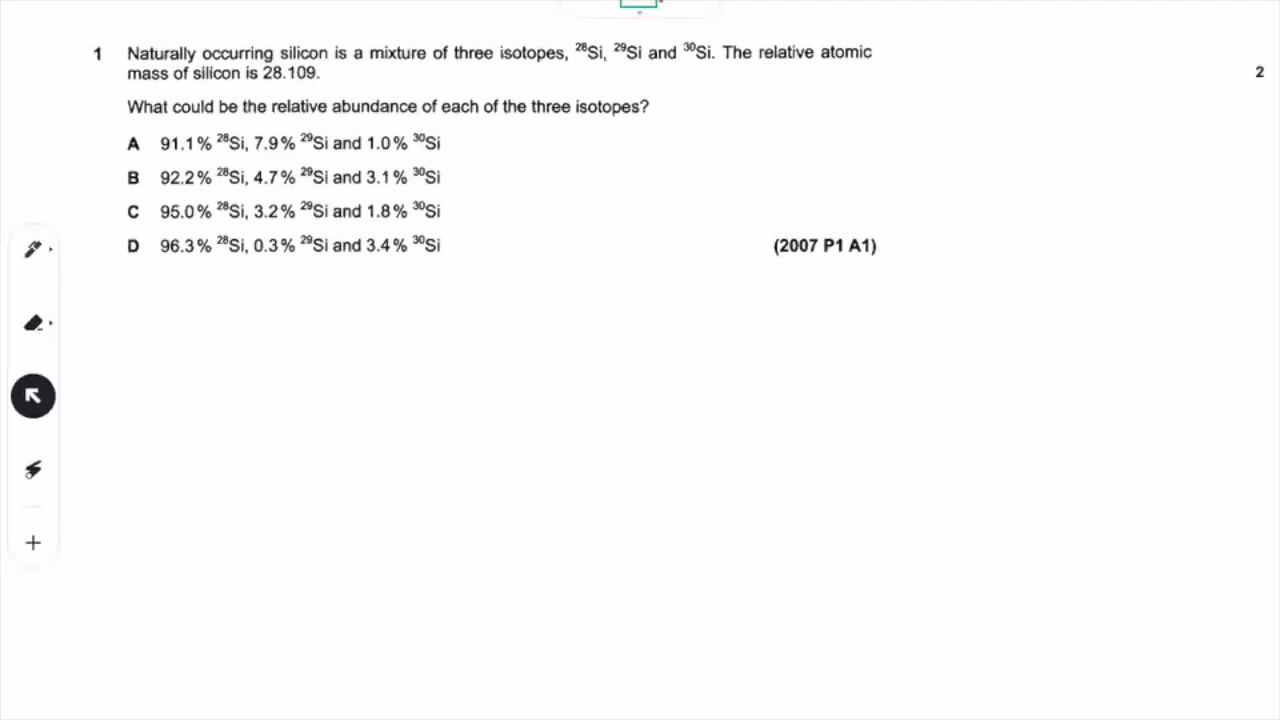 1 Naturally occurring silicon is a mixture of three isotopes, ²⁸Si, ²⁹Si and ³⁰Si. The relative atomic
mass of silicon is 28.109.
2
What could be the relative abundance of each of the three isotopes?
A 91.1% ²⁸Si, 7.9% ²⁹Si and 1.0% ³⁰Si
B 92.2% ²⁸Si, 4.7% ²⁹Si and 3.1% ³⁰Si
C 95.0% ²⁸Si, 3.2% ²⁹Si and 1.8% ³⁰Si
D 96.3% ²⁸Si, 0.3% ²⁹Si and 3.4% ³⁰Si (2007 P1 A1)